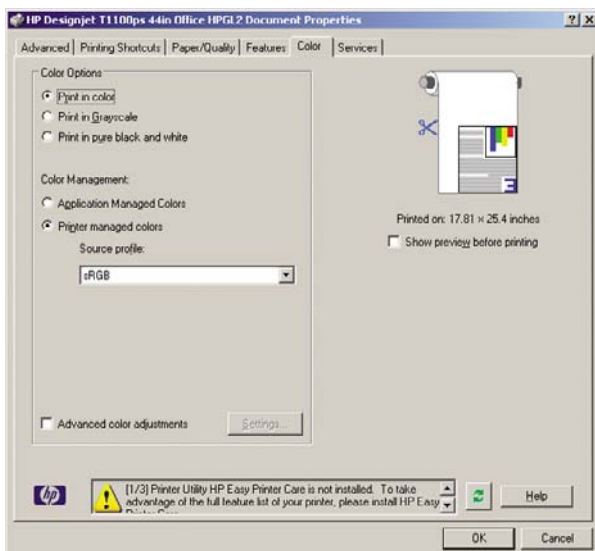 HP Designjet T1100ps 44in Office HPGL2 Document Properties
Advanced
Printing Shortcuts
Paper/Quality
Features
Color
Services
Color Options
Print in color
Print in Grayscale
Print in pure black and white
Color Management:
Application Managed Colors
Printer managed colors
Source profile:
sRGB
Advanced color adjustments
Settings...
Printed on: 17.81 × 25.4 inches
Show preview before printing
hp
[1/3] Printer Utility HP Easy Printer Care is not installed. To take
advantage of the full feature list of your printer, please install HP Easy
Printer Care
Help
OK
Cancel